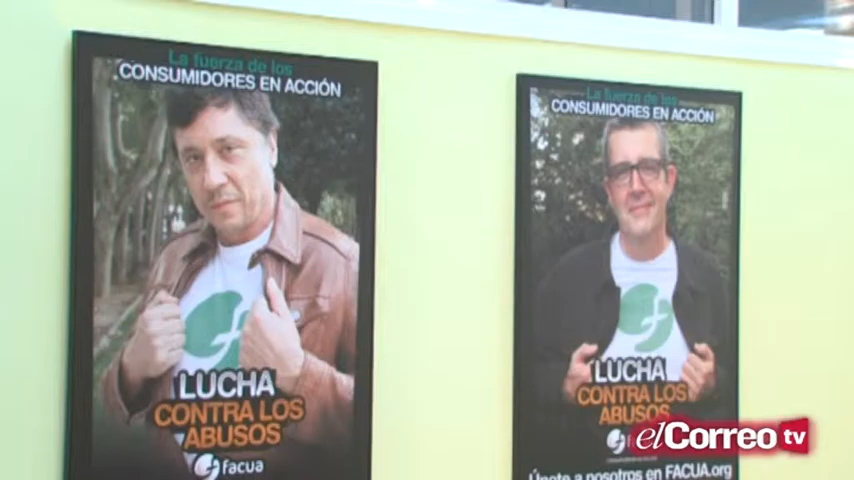 La fuerza de los
CONSUMIDORES EN ACCIÓN
LUCHA
CONTRA LOS
ABUSOS
facua
La fuerza de los
CONSUMIDORES EN ACCIÓN
LUCHA
CONTRA LOS
ABUSOS
Únete a nosotros en FACUA.org
elCorreo tv